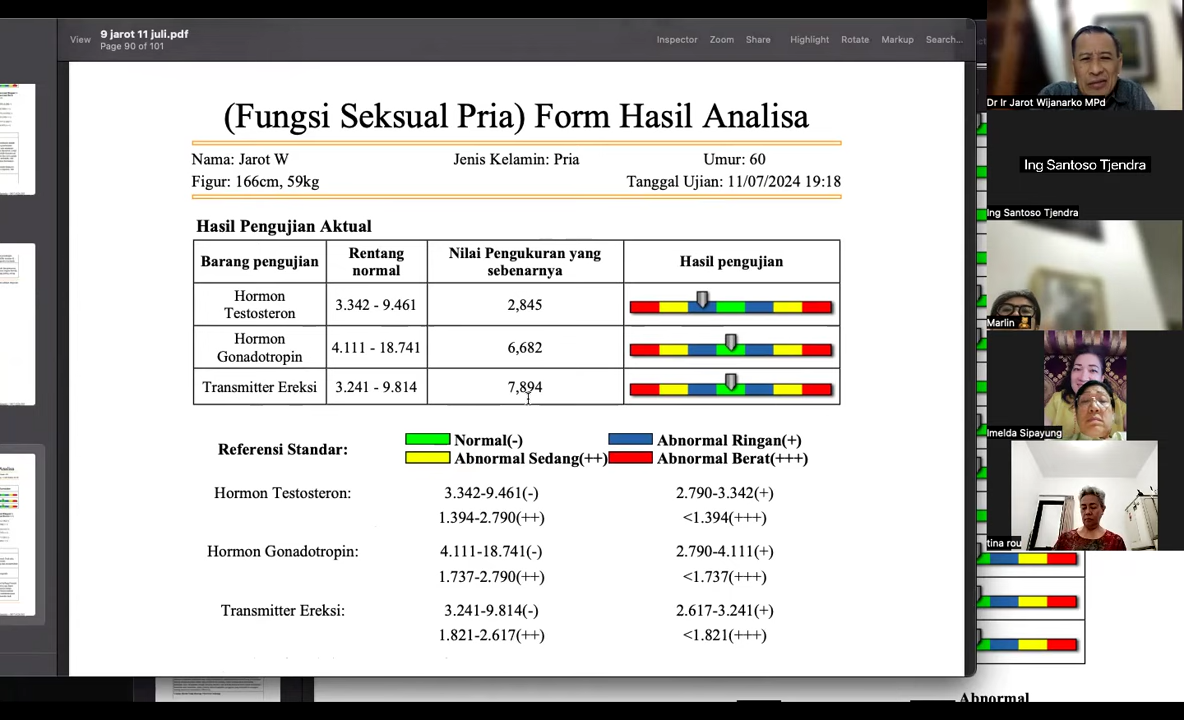 View
9 jarot 11 juli.pdf
Page 90 of 101
Inspector Zoom Share Highlight Rotate Markup Search...
(Fungsi Seksual Pria) Form Hasil Analisa
Nama: Jarot W Jenis Kelamin: Pria Umur: 60
Figur: 166cm, 59kg Tanggal Ujian: 11/07/2024 19:18
Hasil Pengujian Aktual
Barang pengujian Rentang normal Nilai Pengukuran yang sebenarnya Hasil pengujian
Hormon Testosteron 3.342 - 9.461 2,845
Hormon Gonadotropin 4.111 - 18.741 6,682
Transmitter Ereksi 3.241 - 9.814 7,894
Referensi Standar:
Normal(-) Abnormal Ringan(+)
Abnormal Sedang(++) Abnormal Berat(+++)
Hormon Testosteron: 3.342-9.461(-) 2.790-3.342(+)
1.394-2.790(++) <1.394(+++)
Hormon Gonadotropin: 4.111-18.741(-) 2.790-4.111(+)
1.737-2.790(++) <1.737(+++)
Transmitter Ereksi: 3.241-9.814(-) 2.617-3.241(+)
1.821-2.617(++) <1.821(+++)
Abnormal
Dr Ir Jarot Wijanarko MPd
Ing Santoso Tjendra
Ing Santoso Tjendra
Marlin
Imelda Sipayung
tina rou